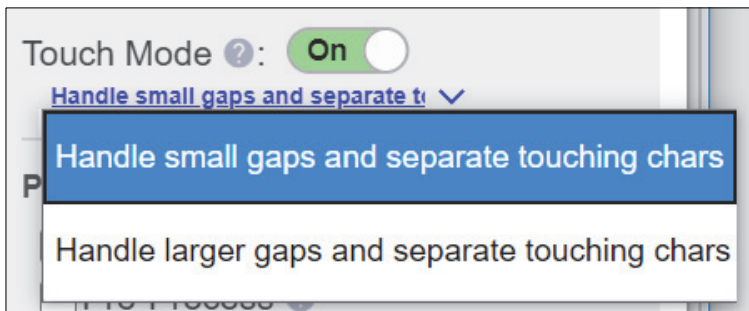 Touch Mode ?: On
Handle small gaps and separate
Handle small gaps and separate touching chars
P
Handle larger gaps and separate touching chars